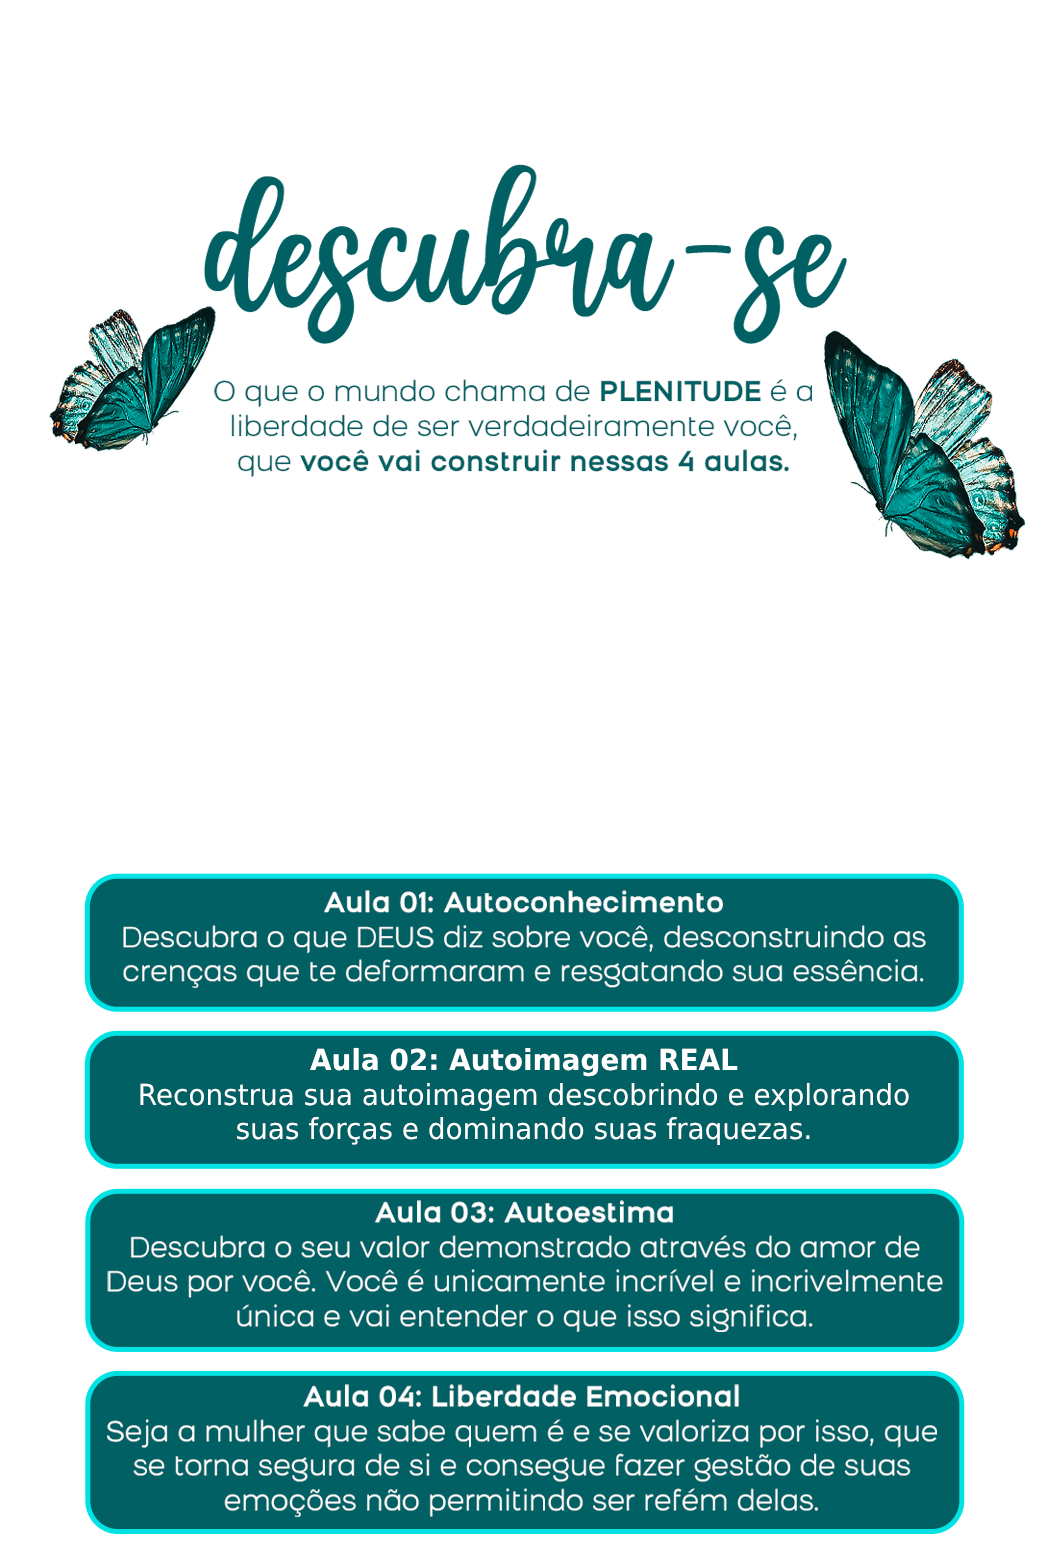 descubra-se
O que o mundo chama de PLENITUDE é a
liberdade de ser verdadeiramente você,
que você vai construir nessas 4 aulas.
Aula 01: Autoconhecimento
Descubra o que DEUS diz sobre você, desconstruindo as
crenças que te deformaram e resgatando sua essência.
Aula 02: Autoimagem REAL
Reconstrua sua autoimagem descobrindo e explorando
suas forças e dominando suas fraquezas.
Aula 03: Autoestima
Descubra o seu valor demonstrado através do amor de
Deus por você. Você é unicamente incrível e incrivelmente
única e vai entender o que isso significa.
Aula 04: Liberdade Emocional
Seja a mulher que sabe quem é e se valoriza por isso, que
se torna segura de si e consegue fazer gestão de suas
emoções não permitindo ser refém delas.